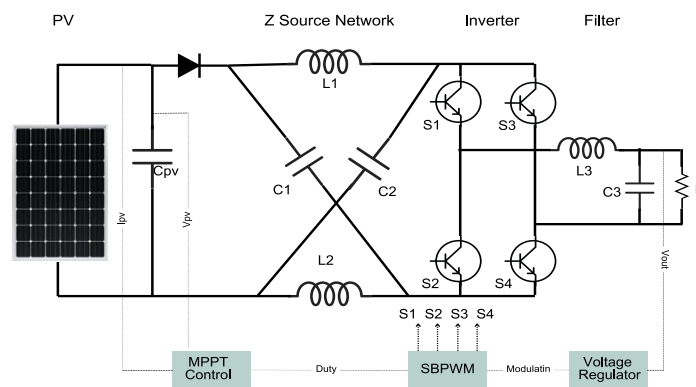 PV
Z Source Network
Inverter
Filter
L1
S1
S3
Cpv
C1
C2
L3
C3
Ipv
Vpv
L2
S2
S4
Vout
S1 S2 S3 S4
MPPT
Control
Duty
SBPWM
Modulatin
Voltage
Regulator